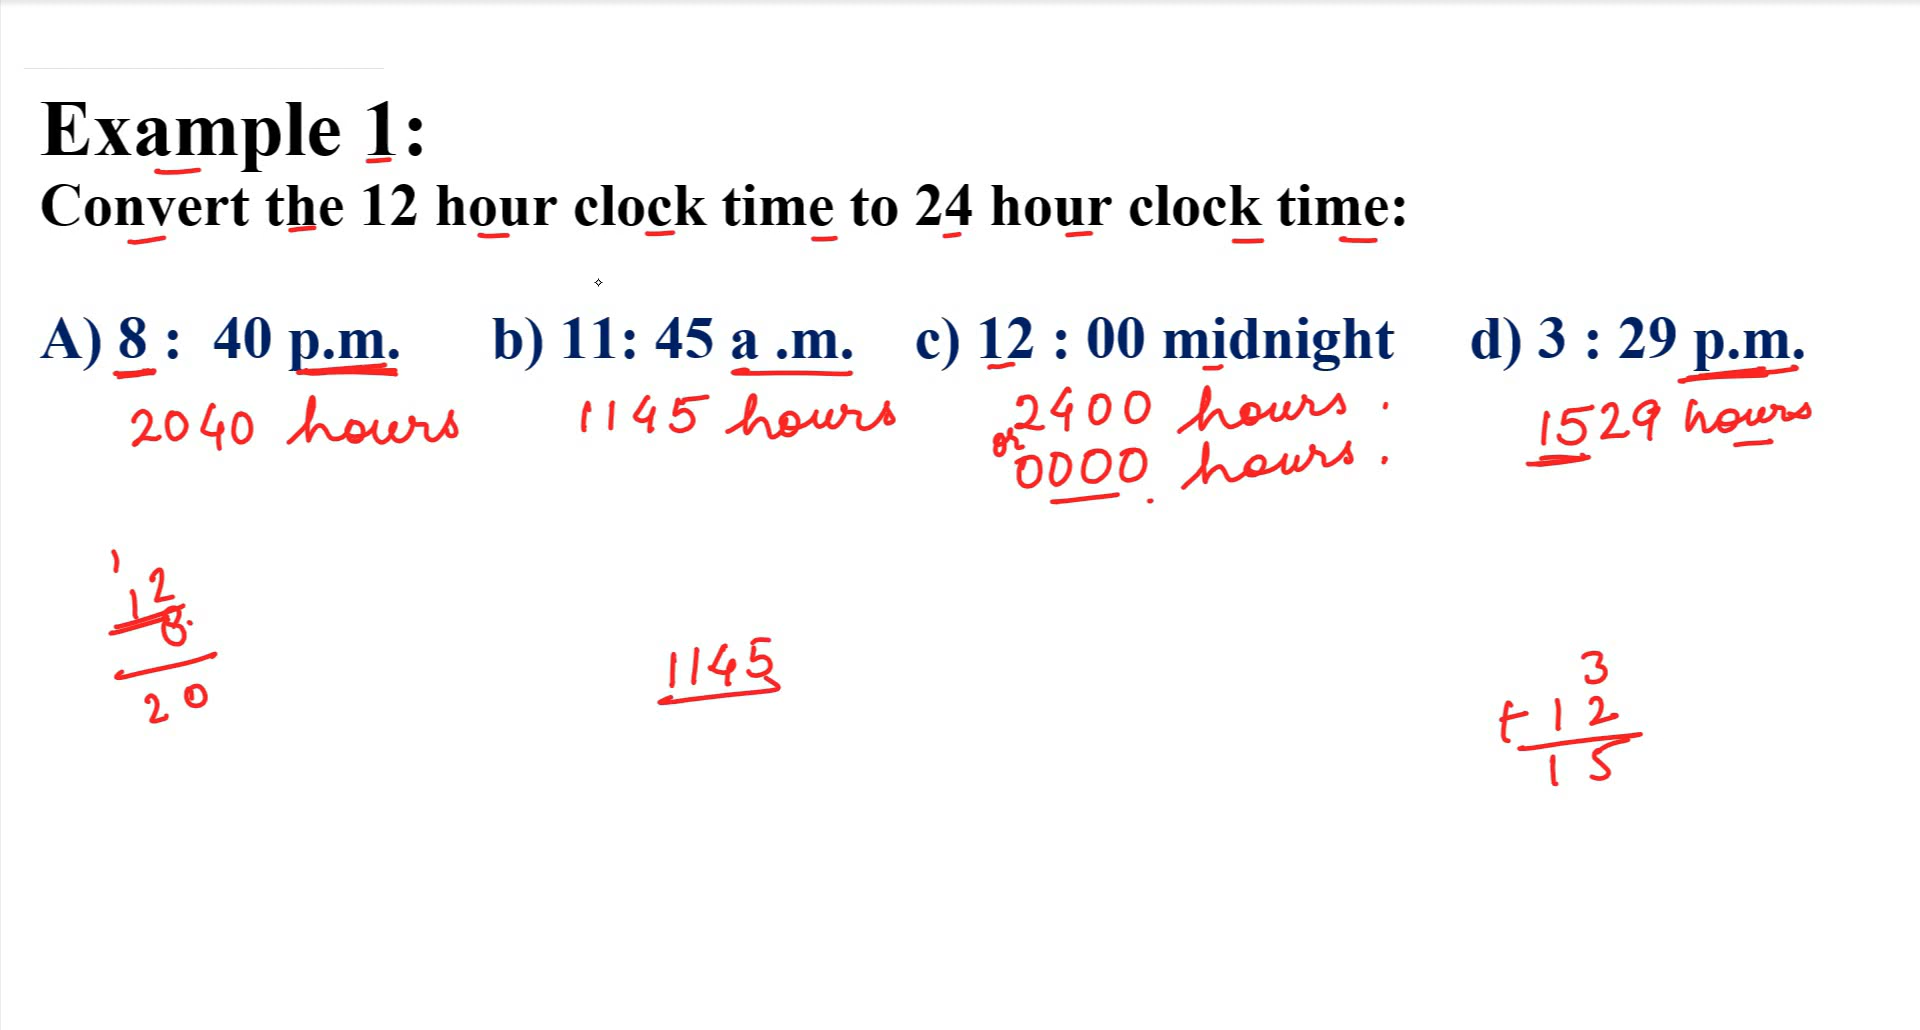 Example 1:
Convert the 12 hour clock time to 24 hour clock time:
A) 8 : 40 p.m. b) 11: 45 a .m. c) 12 : 00 midnight d) 3 : 29 p.m.
2040 hours 1145 hours 2400 hours . 1529 hours
or 0000 hours .
1
12
8.
20
1145
3
+ 12
15